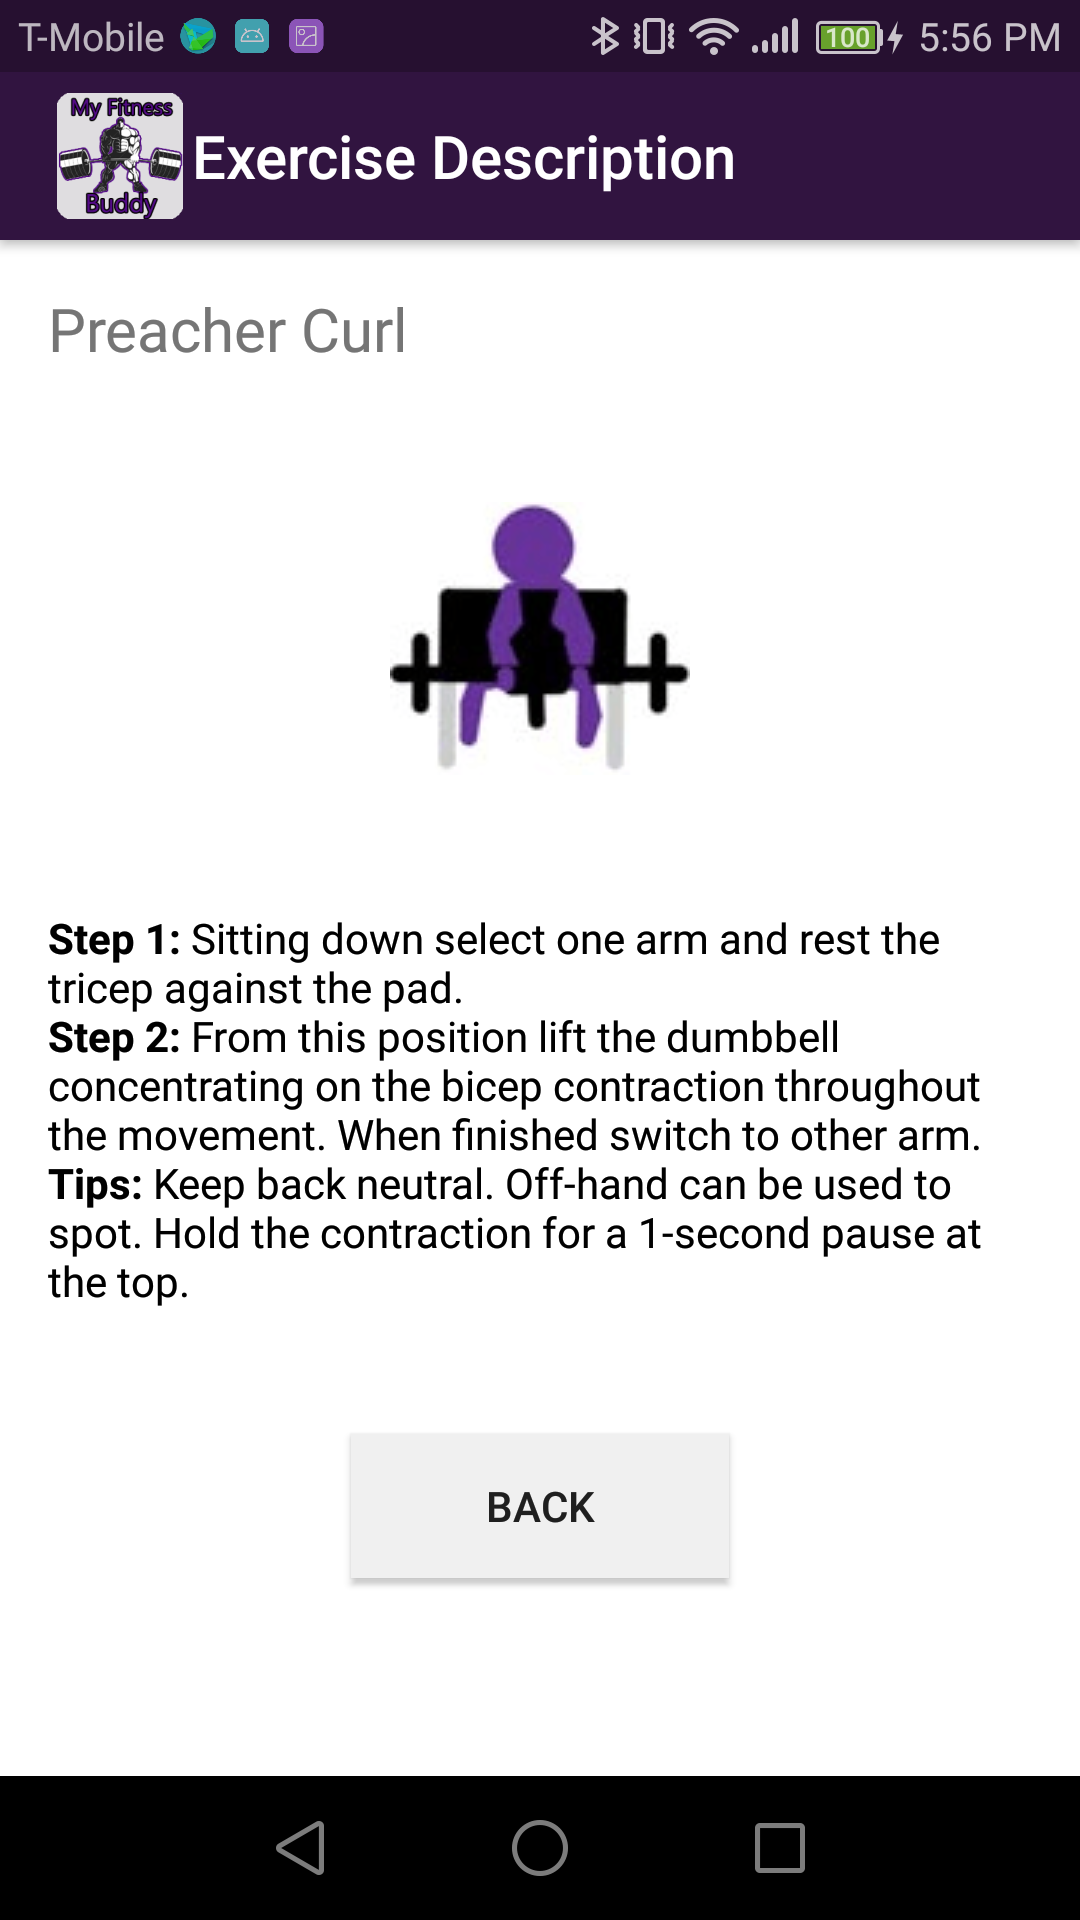 T-Mobile 100 5:56 PM
My Fitness
Buddy
Exercise Description
Preacher Curl
Step 1: Sitting down select one arm and rest the
tricep against the pad.
Step 2: From this position lift the dumbbell
concentrating on the bicep contraction throughout
the movement. When finished switch to other arm.
Tips: Keep back neutral. Off-hand can be used to
spot. Hold the contraction for a 1-second pause at
the top.
BACK